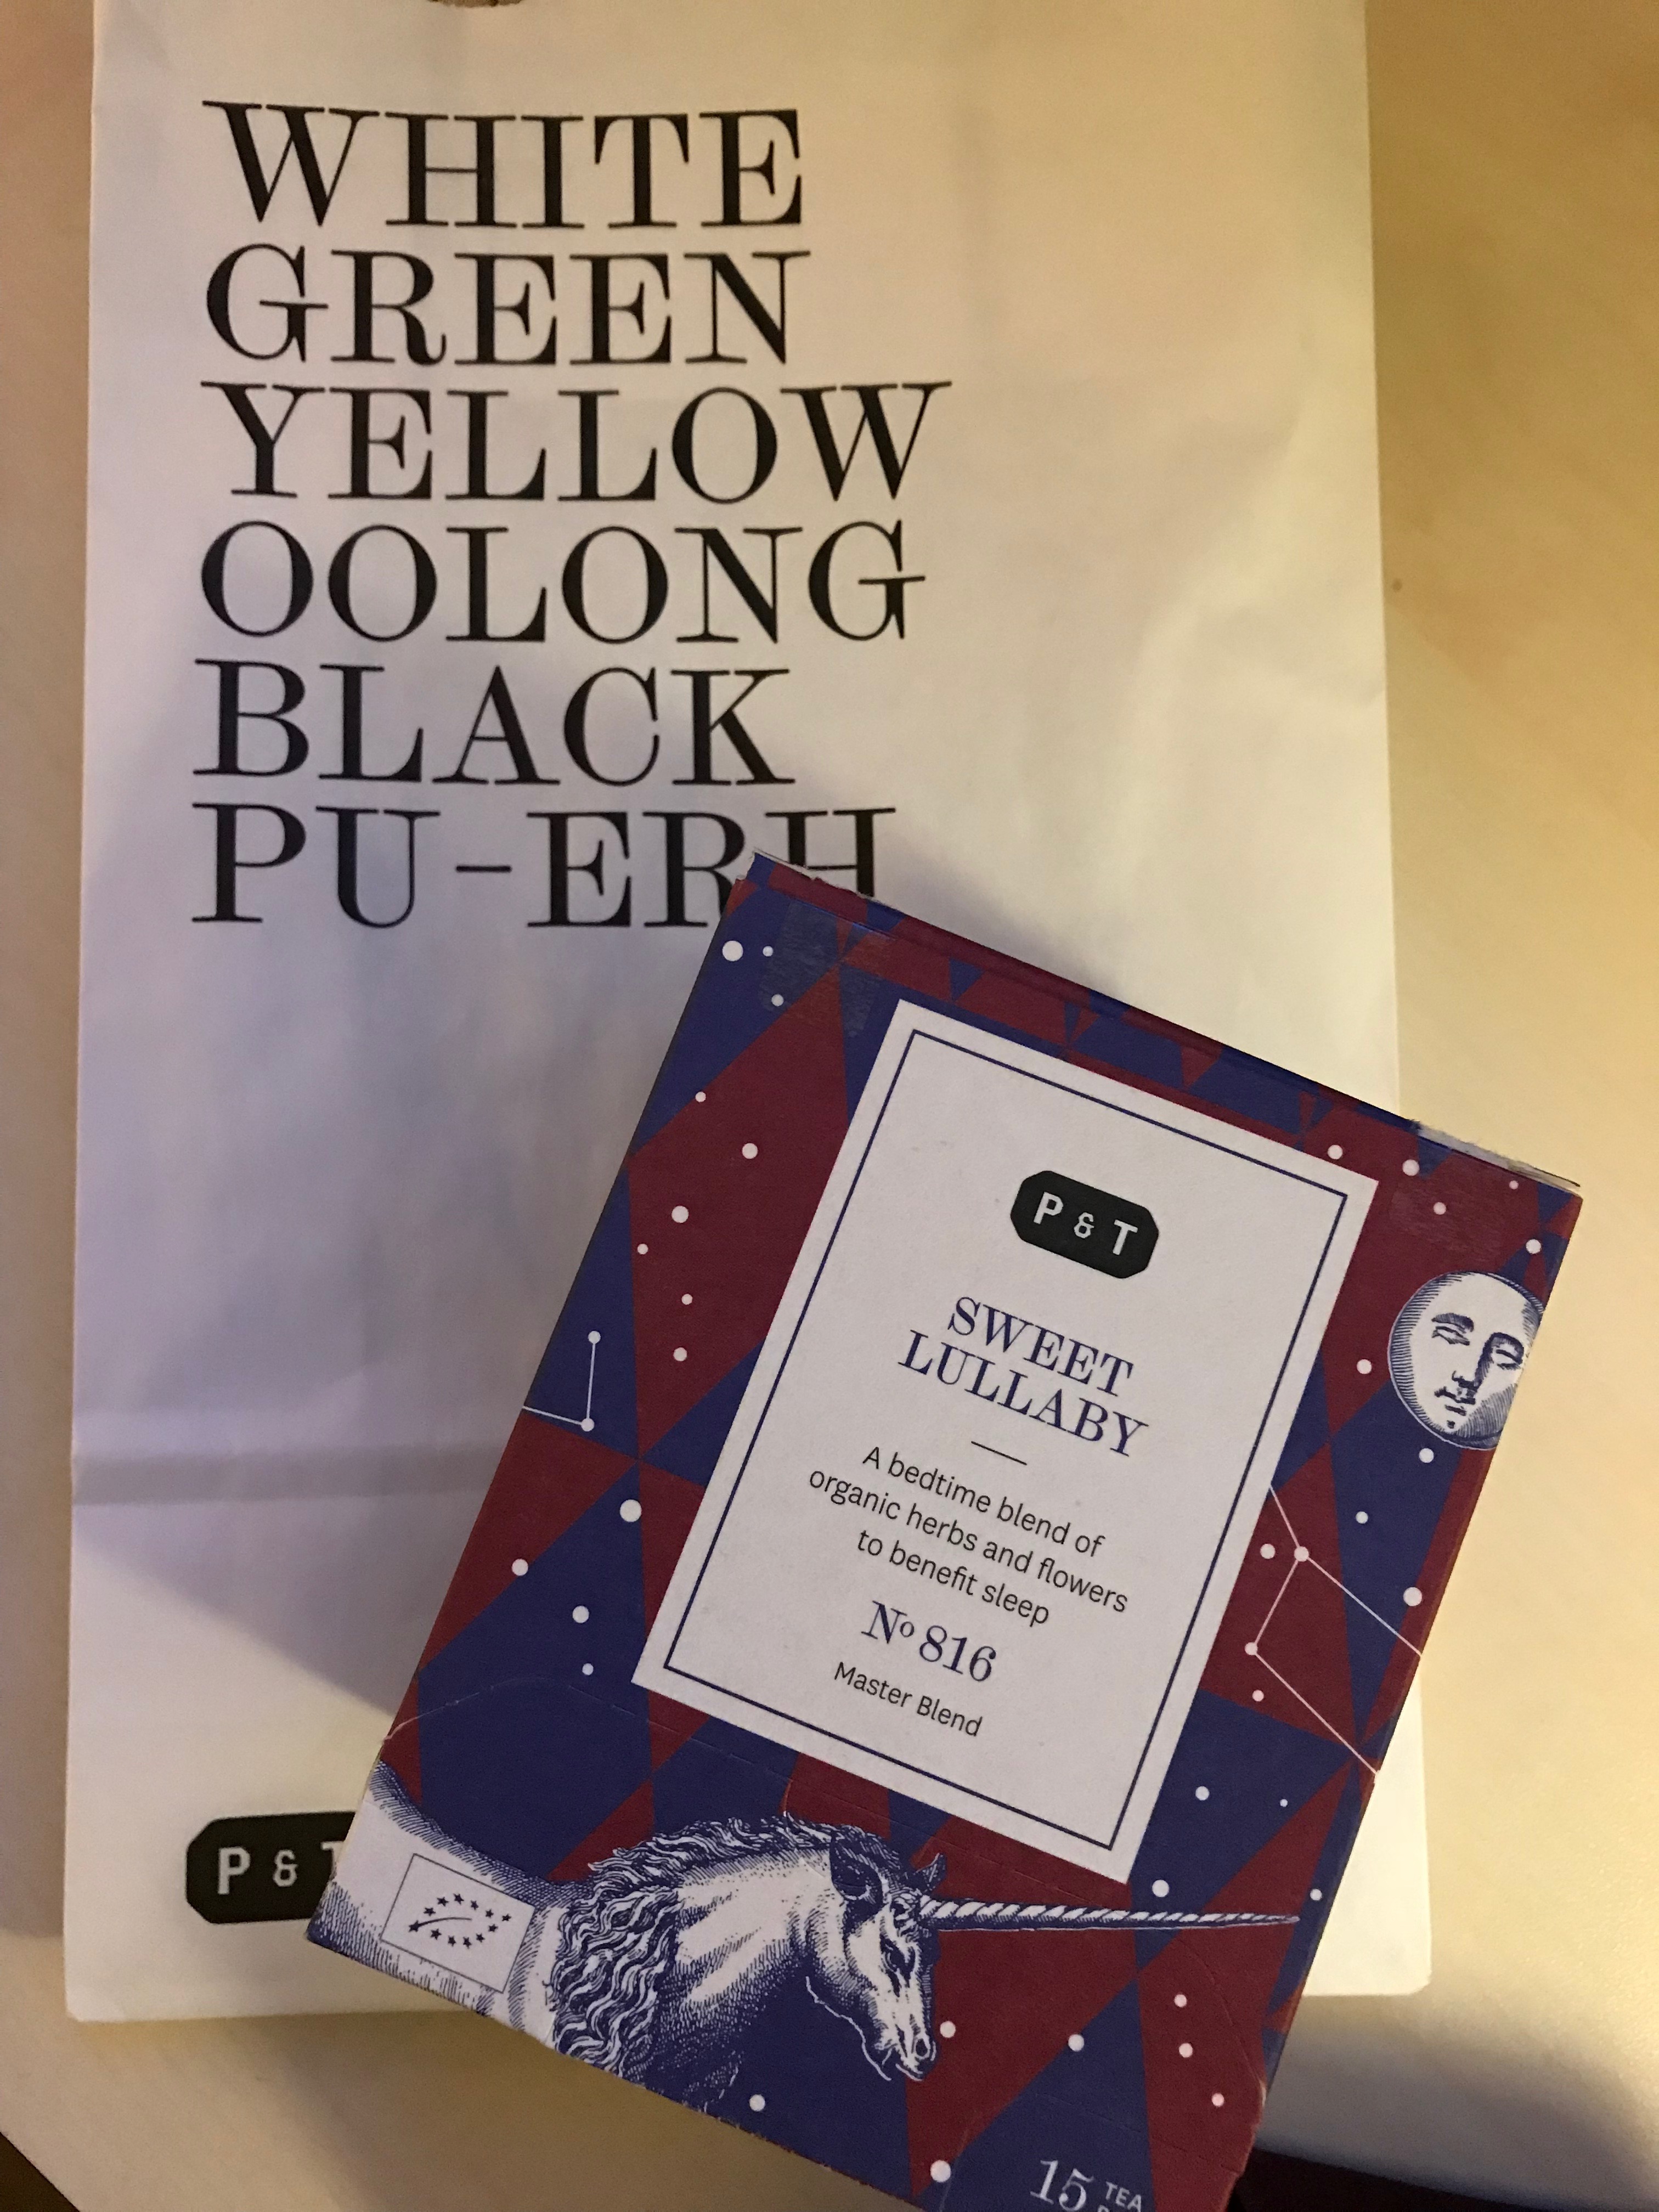 WHITE
GREEN
YELLOW
OOLONG
BLACK
PU-ERH
P & T
P & T
SWEET
LULLABY
A bedtime blend of
organic herbs and flowers
to benefit sleep
Nº 816
Master Blend
15 TEA